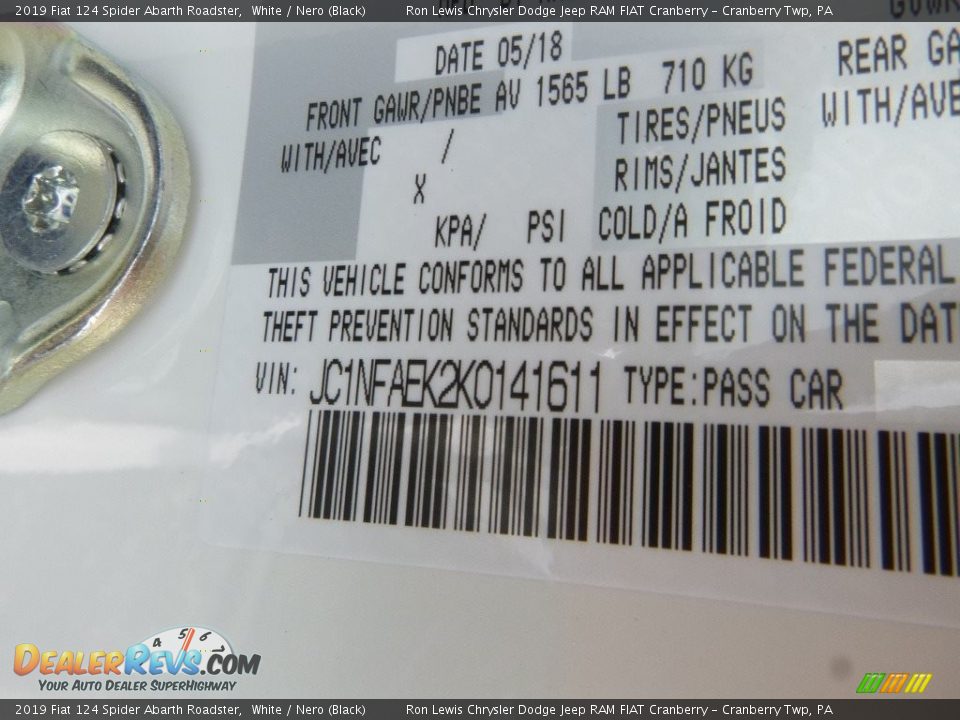 2019 Fiat 124 Spider Abarth Roadster, White / Nero (Black) Ron Lewis Chrysler Dodge Jeep RAM FIAT Cranberry – Cranberry Twp, PA
DATE 05/18
FRONT GAWR/PNBE AV 1565 LB 710 KG REAR GA
WITH/AVEC / TIRES/PNEUS WITH/AVE
X RIMS/JANTES
KPA/ PSI COLD/A FROID
THIS VEHICLE CONFORMS TO ALL APPLICABLE FEDERAL
THEFT PREVENTION STANDARDS IN EFFECT ON THE DAT
VIN: JC1NFAEK2K0141611 TYPE:PASS CAR
4 5 6
DealerRevs.com
Your Auto Dealer SuperHighway
2019 Fiat 124 Spider Abarth Roadster, White / Nero (Black) Ron Lewis Chrysler Dodge Jeep RAM FIAT Cranberry – Cranberry Twp, PA